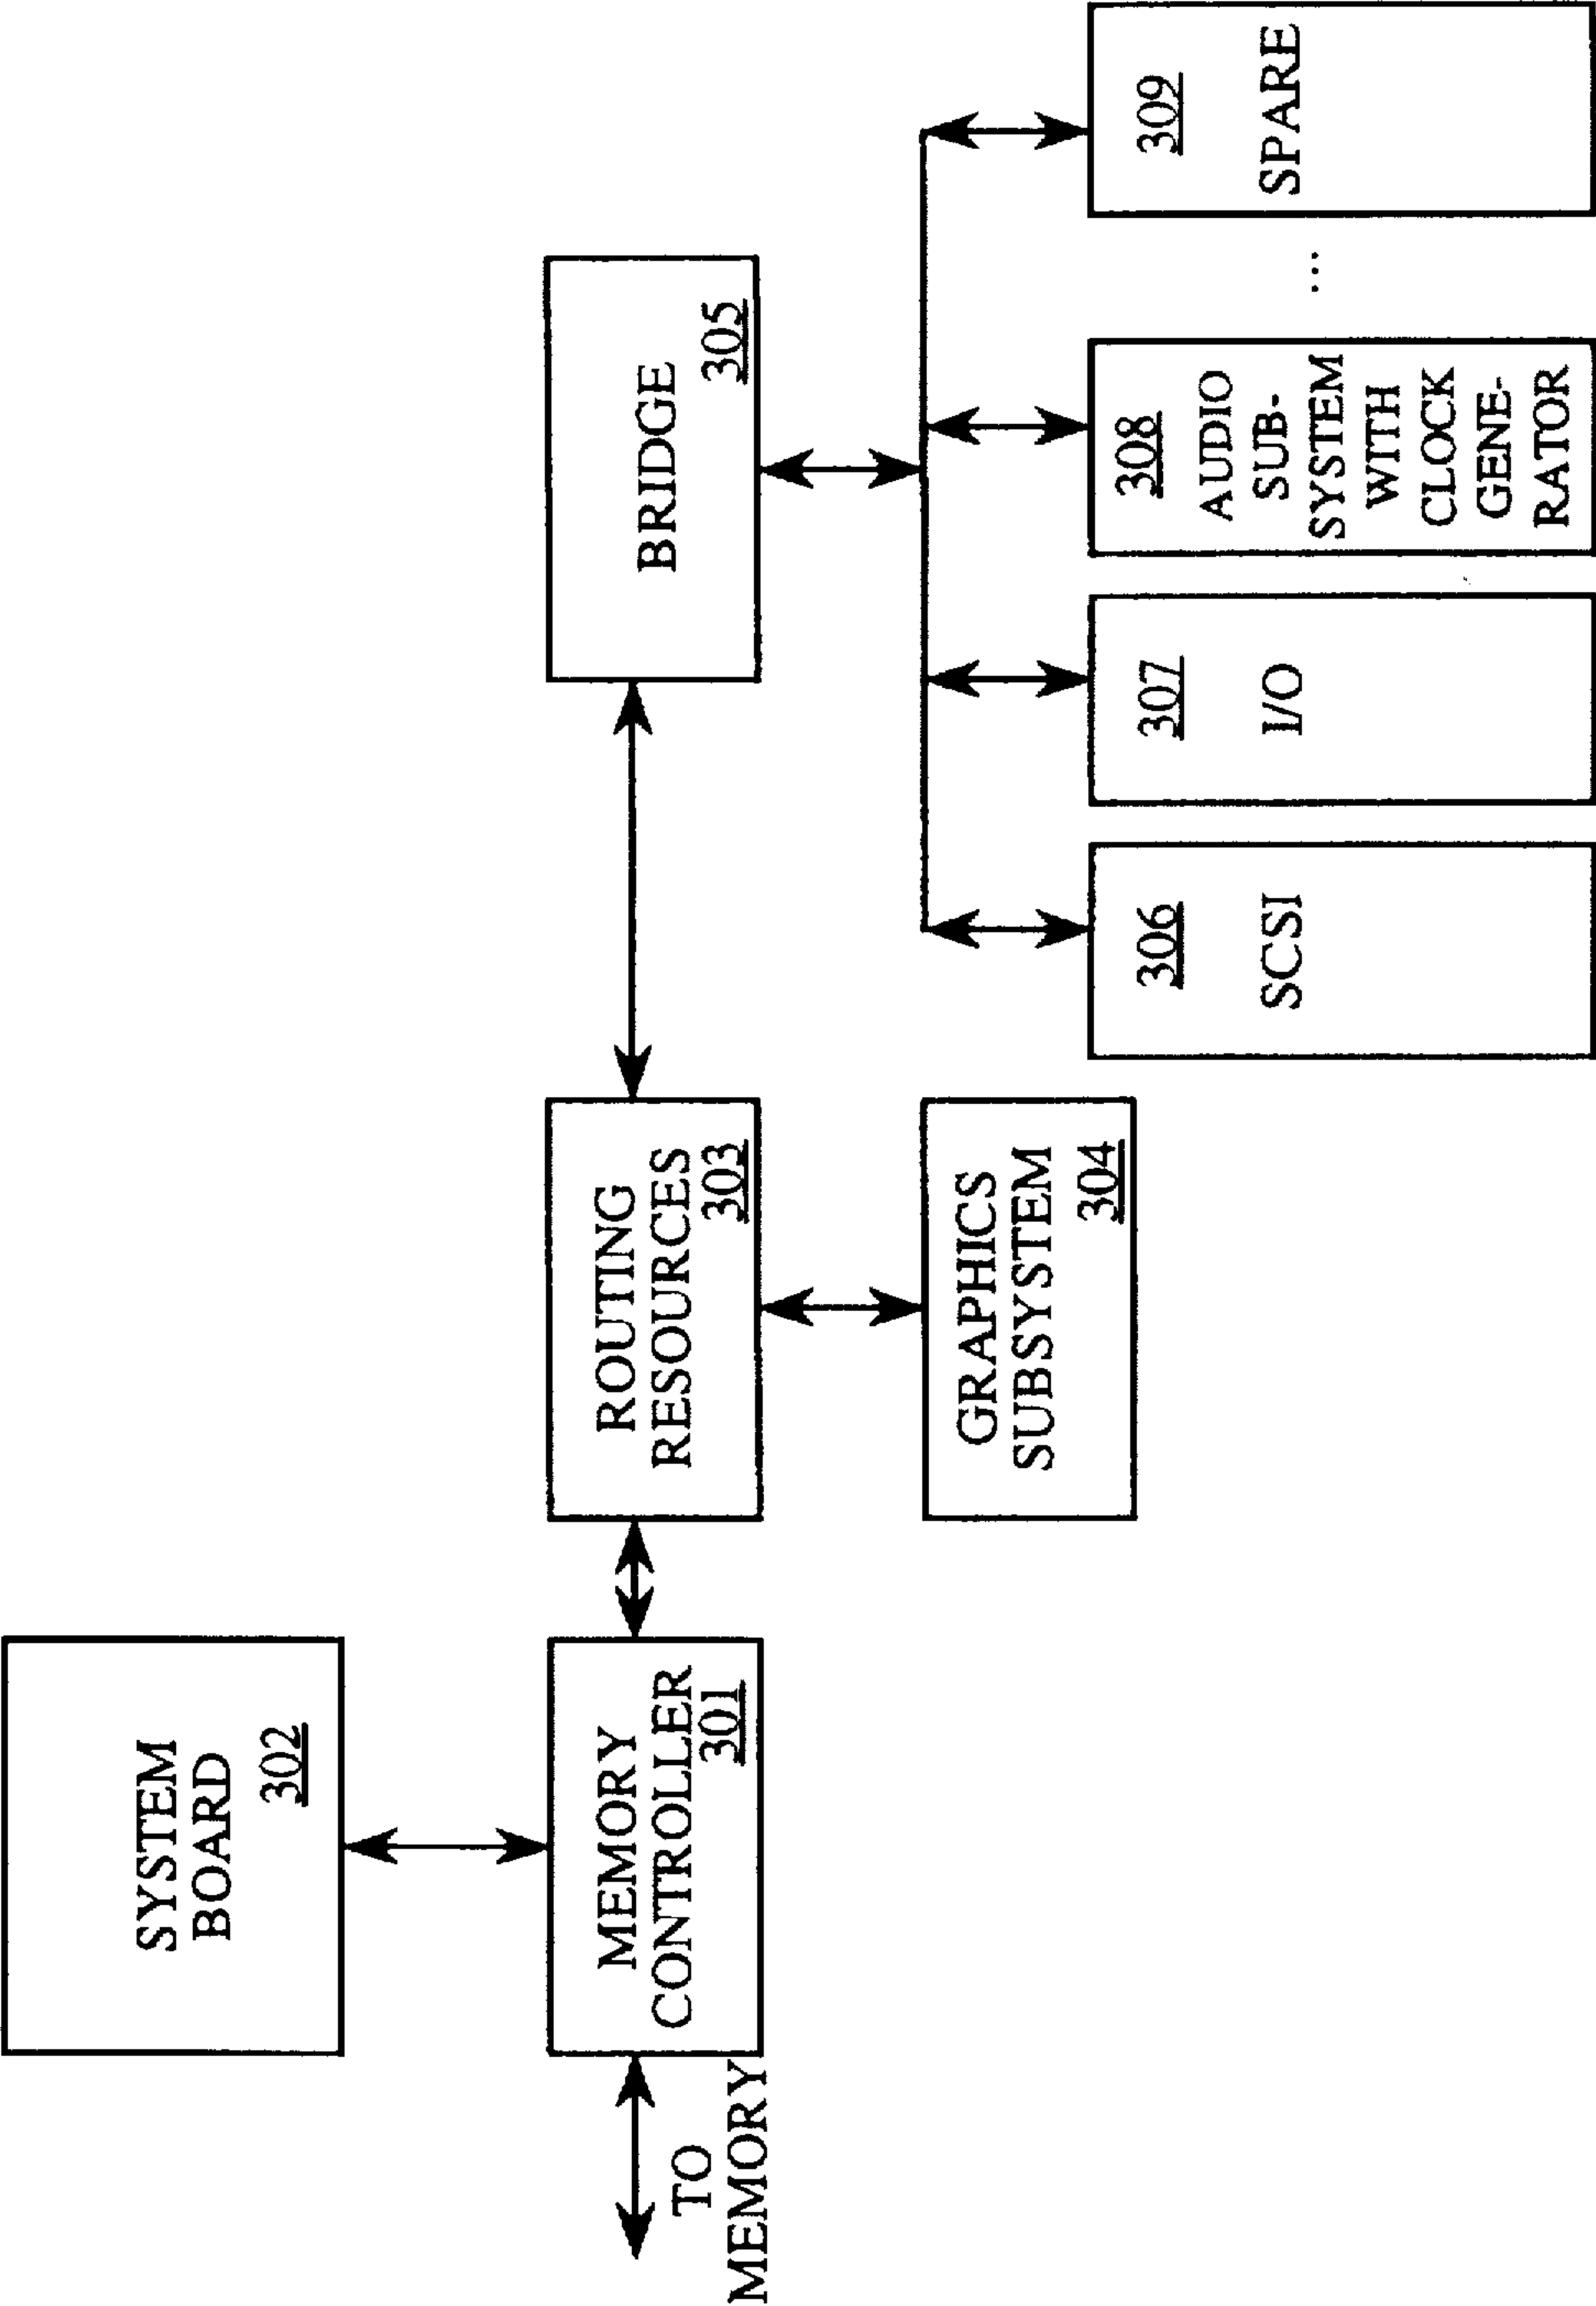 SYSTEM
BOARD
302
TO
MEMORY
MEMORY
CONTROLLER
301
ROUTING
RESOURCES
303
BRIDGE
305
GRAPHICS
SUBSYSTEM
304
306
SCSI
307
I/O
308
AUDIO
SUB-
SYSTEM
WITH
CLOCK
GENE-
RATOR
...
309
SPARE